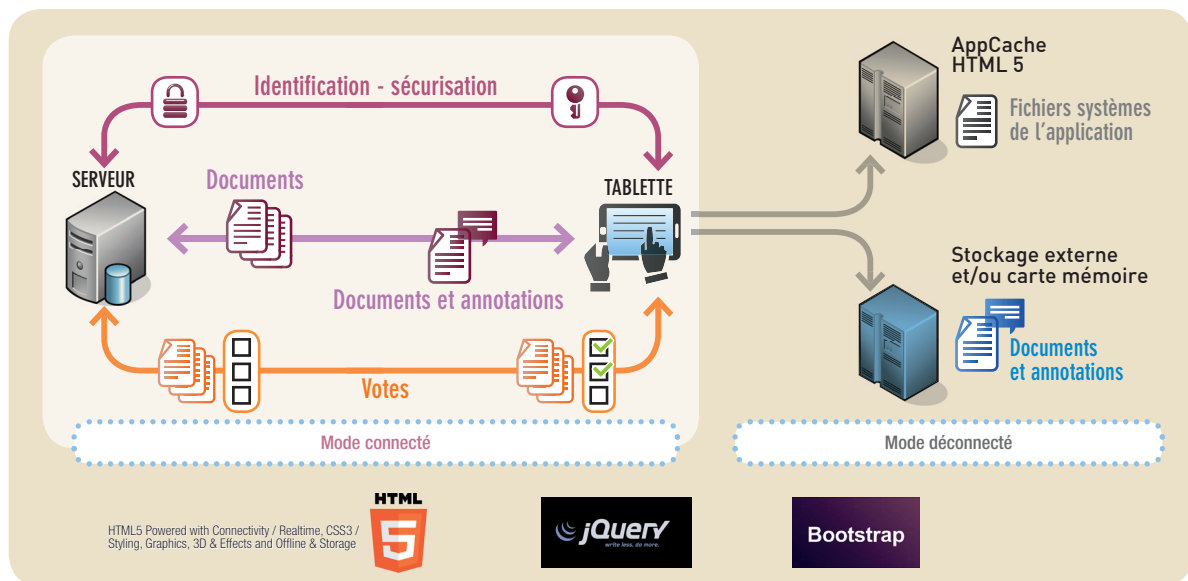 Identification - sécurisation
SERVEUR
Documents
TABLETTE
Documents et annotations
Votes
Mode connecté
AppCache
HTML 5
Fichiers systèmes
de l'application
Stockage externe
et/ou carte mémoire
Documents
et annotations
Mode déconnecté
HTML5 Powered with Connectivity / Realtime, CSS3 /
Styling, Graphics, 3D & Effects and Offline & Storage
HTML
5
jQuery
write less, do more.
Bootstrap